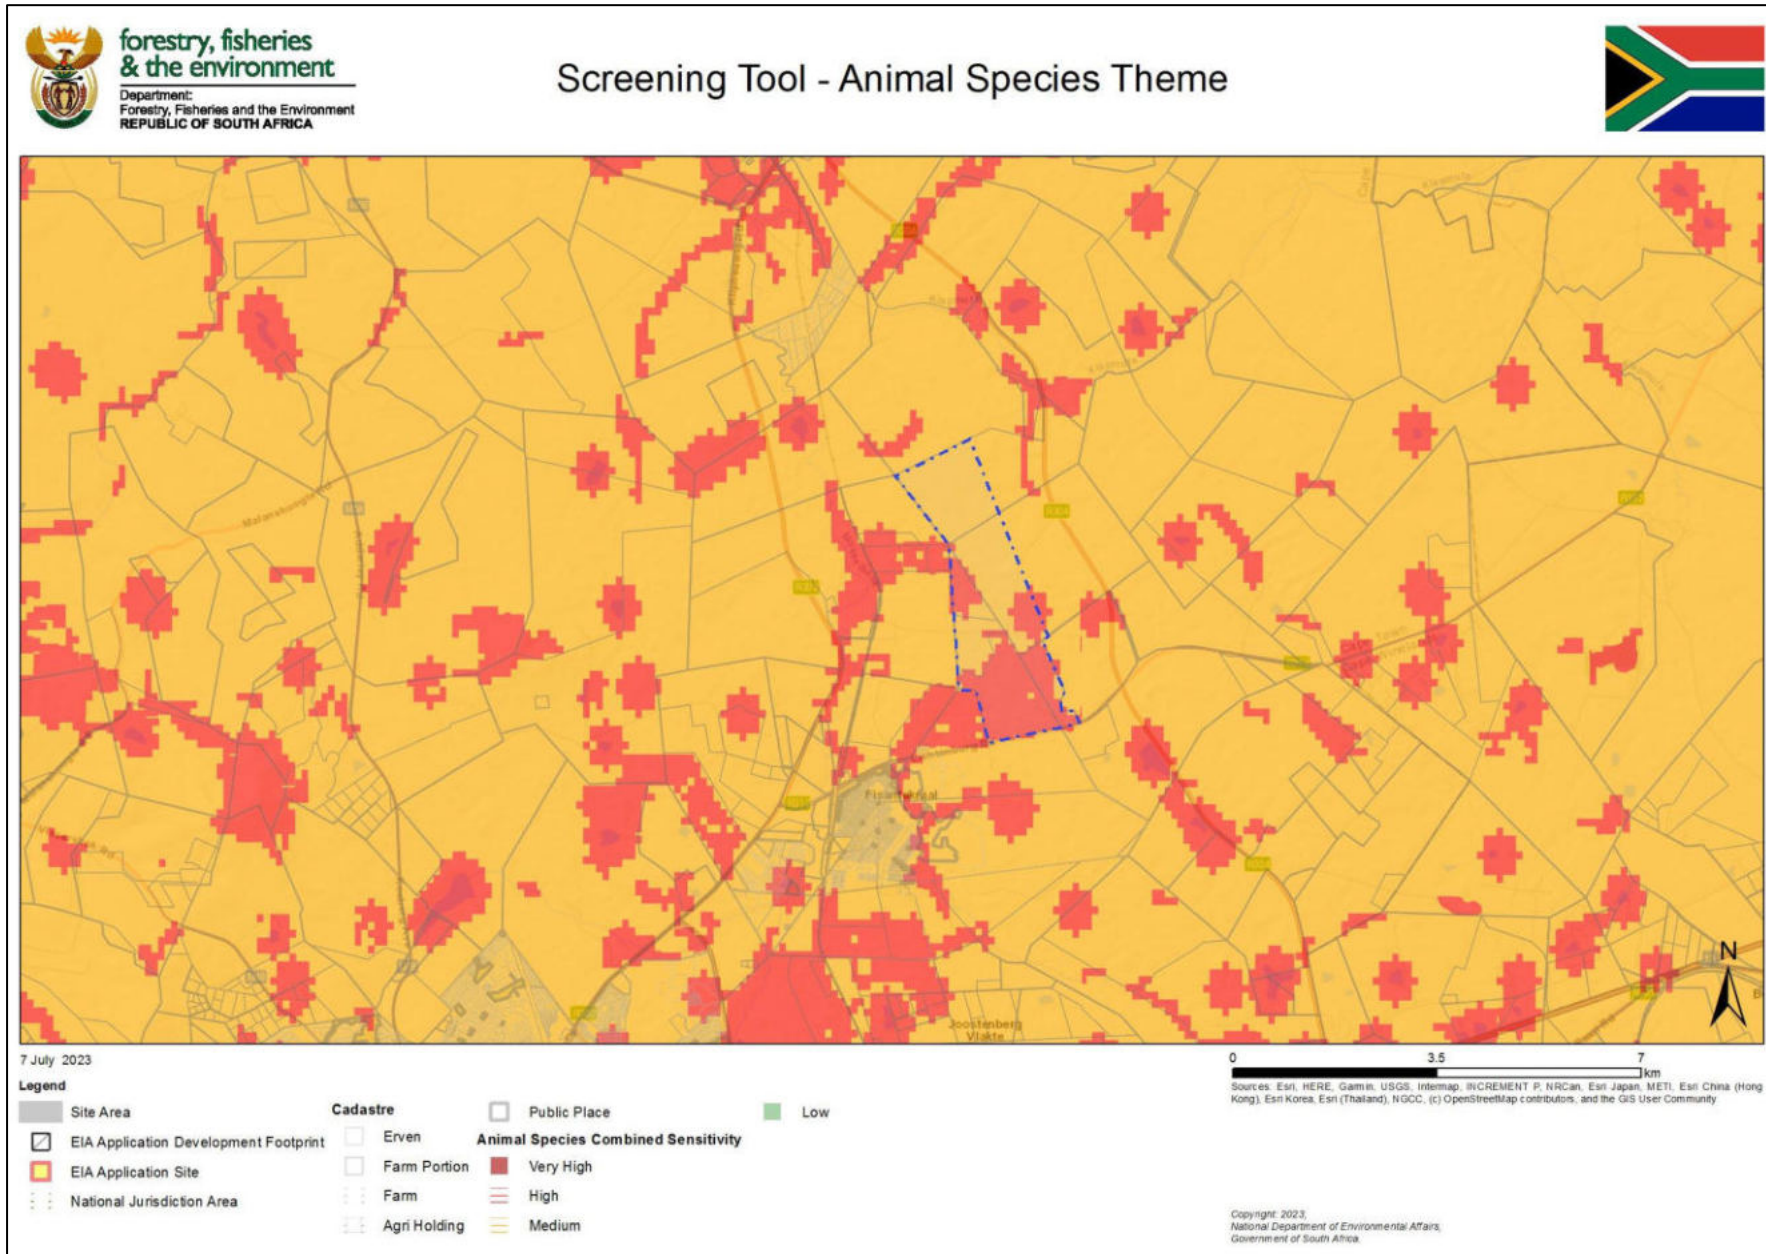 forestry, fisheries
& the environment
Department:
Forestry, Fisheries and the Environment
REPUBLIC OF SOUTH AFRICA
Screening Tool - Animal Species Theme
Fisantekraal
Joostenberg
Vlakte
N
7 July 2023
0 3.5 7
km
Sources: Esri, HERE, Garmin, USGS, Intermap, INCREMENT P, NRCan, Esri Japan, METI, Esri China (Hong
Kong), Esri Korea, Esri (Thailand), NGCC, (c) OpenStreetMap contributors, and the GIS User Community
Legend
Site Area
EIA Application Development Footprint
EIA Application Site
National Jurisdiction Area
Cadastre
Erven
Farm Portion
Farm
Agri Holding
Public Place
Animal Species Combined Sensitivity
Very High
High
Medium
Low
Copyright: 2023,
National Department of Environmental Affairs,
Government of South Africa.